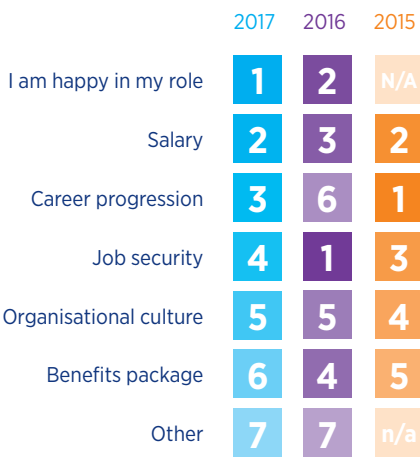 2017 2016 2015
I am happy in my role 1 2 N/A
Salary 2 3 2
Career progression 3 6 1
Job security 4 1 3
Organisational culture 5 5 4
Benefits package 6 4 5
Other 7 7 n/a